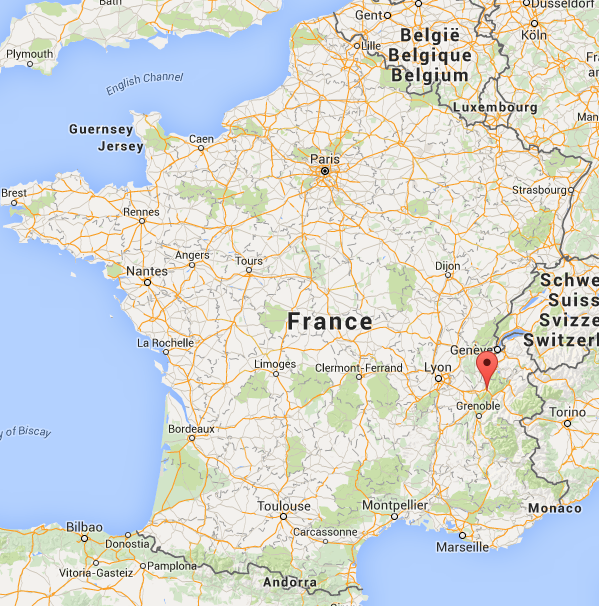 Bath
Dusseldorf
Gent
Plymouth
Lille
België
Belgique
Belgium
Köln
English Channel
Luxembourg
Guernsey
Jersey
Caen
Paris
Brest
Strasbourg
Rennes
Angers
Tours
Dijon
Nantes
Schwe
Suiss
Svizze
Switzerl
France
La Rochelle
Genève
Limoges
Clermont-Ferrand
Lyon
Grenoble
Torino
Bordeaux
y of Biscay
Toulouse
Montpellier
Monaco
Bilbao
Donostia
Carcassonne
Marseille
Vitoria-Gasteiz
Pamplona
Andorra